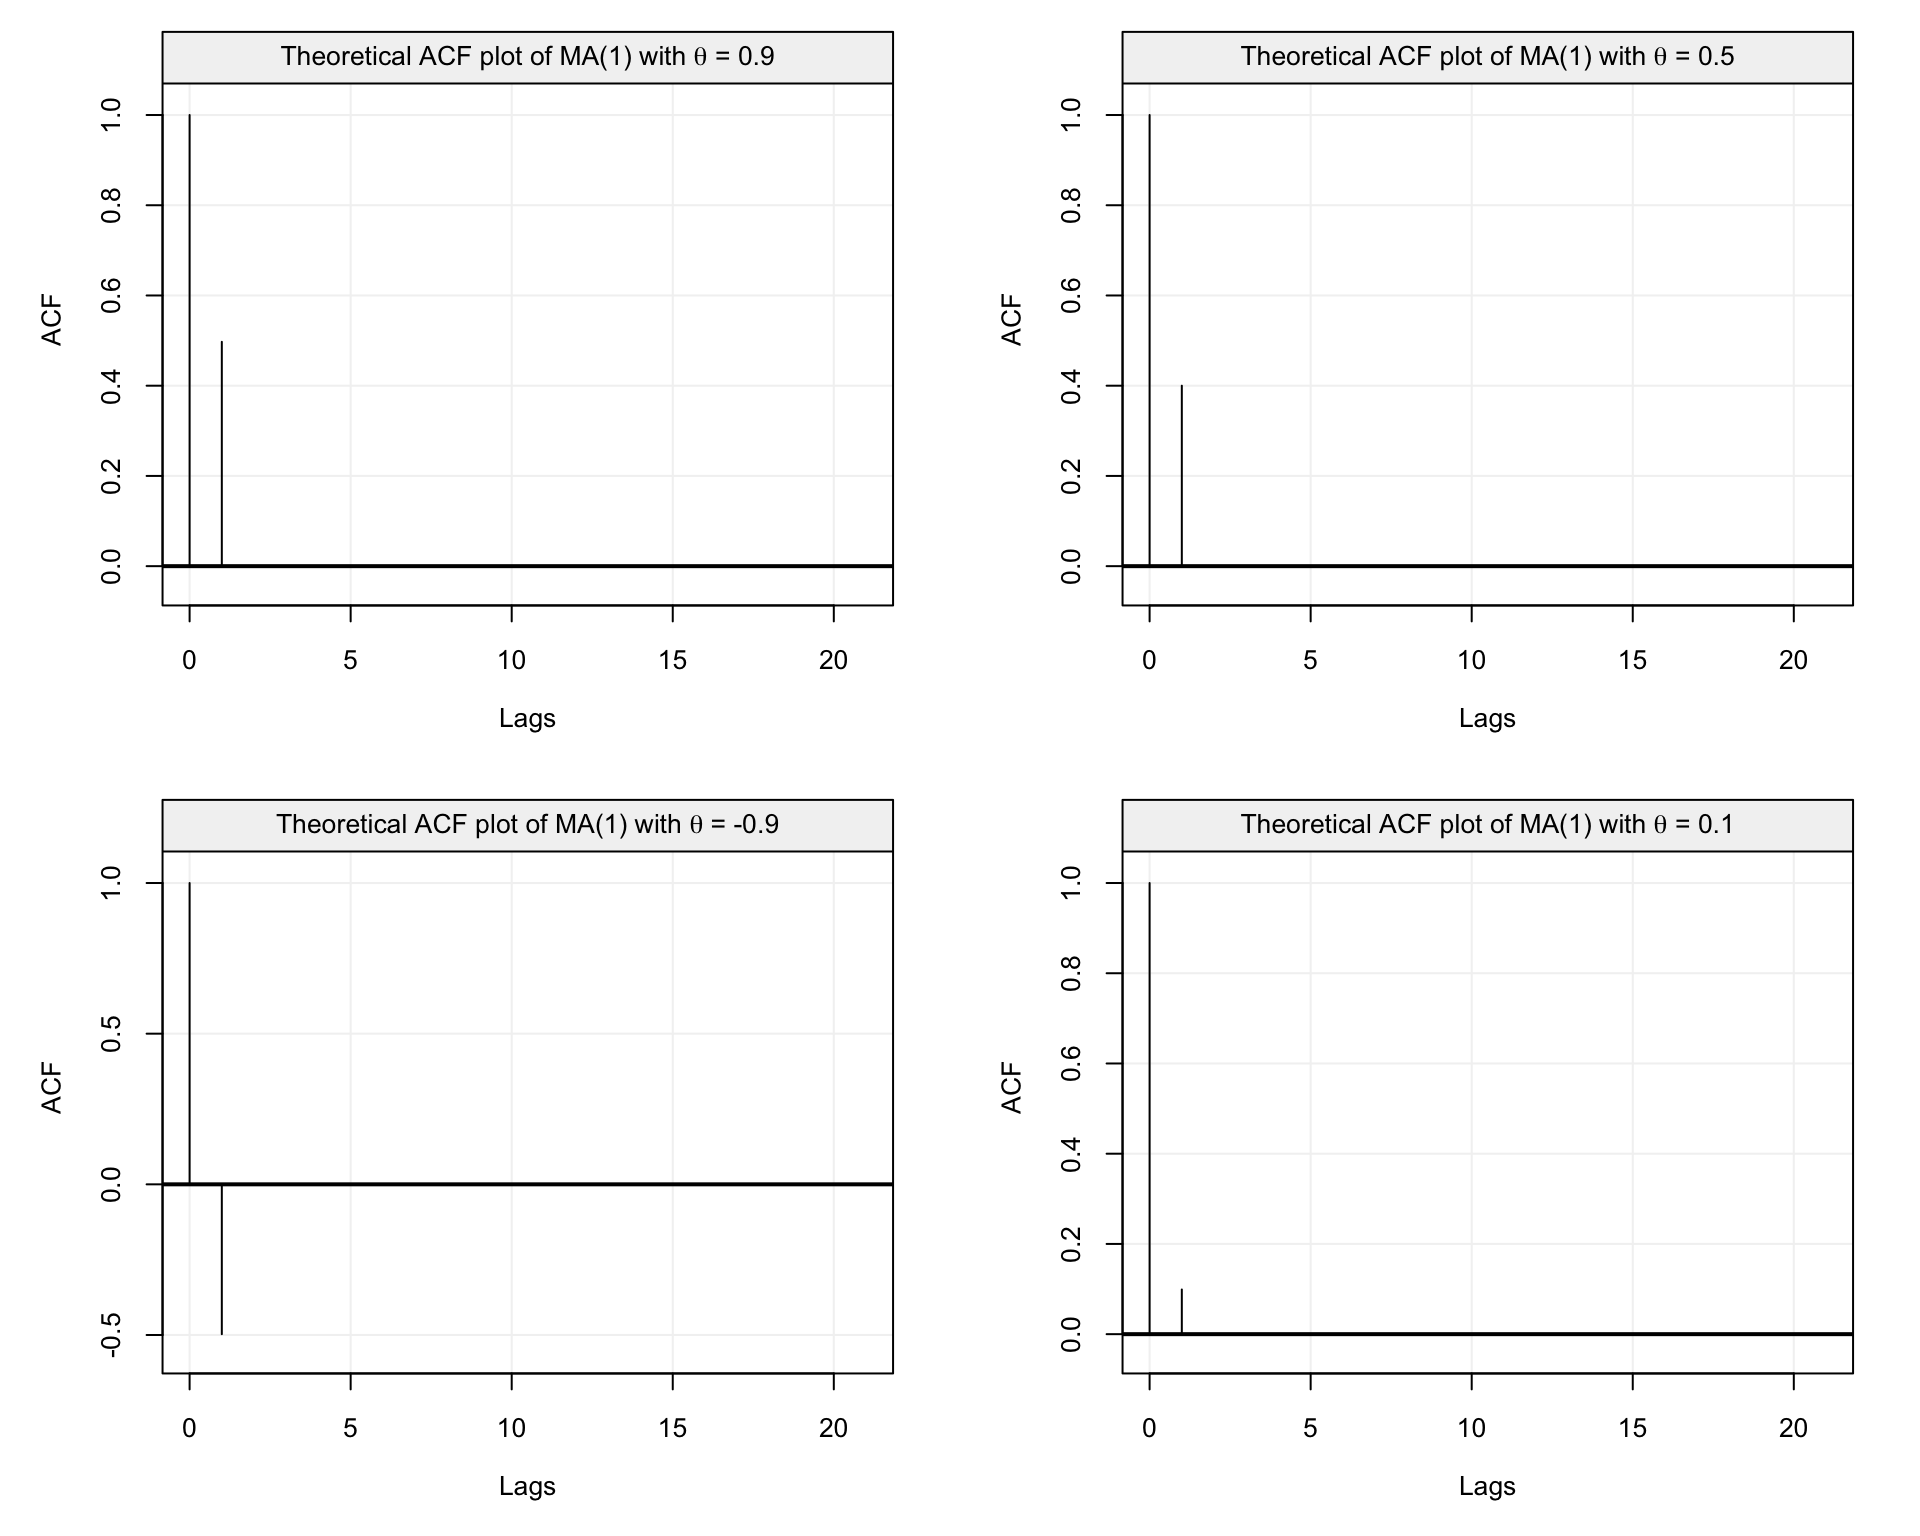 Theoretical ACF plot of MA(1) with θ = 0.9
ACF
1.0
0.8
0.6
0.4
0.2
0.0
0 5 10 15 20
Lags
Theoretical ACF plot of MA(1) with θ = 0.5
ACF
1.0
0.8
0.6
0.4
0.2
0.0
0 5 10 15 20
Lags
Theoretical ACF plot of MA(1) with θ = -0.9
ACF
1.0
0.5
0.0
-0.5
0 5 10 15 20
Lags
Theoretical ACF plot of MA(1) with θ = 0.1
ACF
1.0
0.8
0.6
0.4
0.2
0.0
0 5 10 15 20
Lags